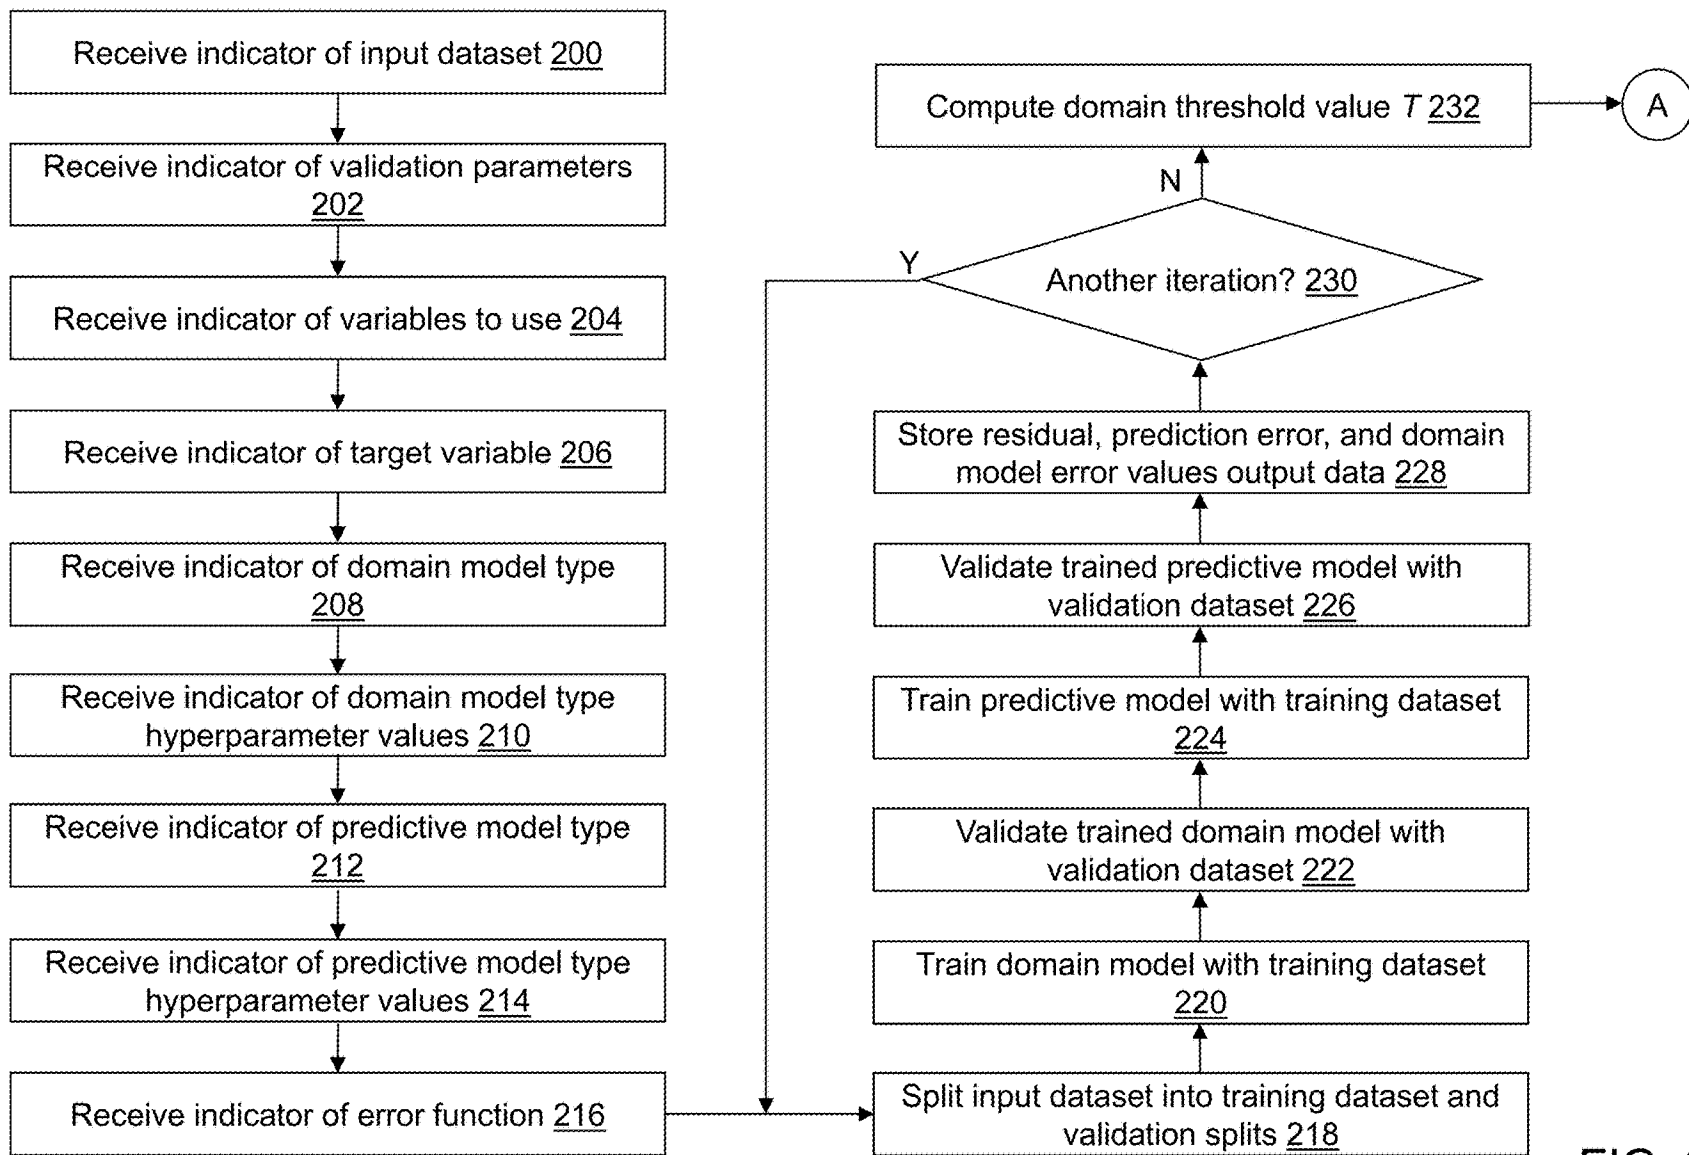 Receive indicator of input dataset 200
Receive indicator of validation parameters
202
Receive indicator of variables to use 204
Receive indicator of target variable 206
Receive indicator of domain model type
208
Receive indicator of domain model type
hyperparameter values 210
Receive indicator of predictive model type
212
Receive indicator of predictive model type
hyperparameter values 214
Receive indicator of error function 216
Compute domain threshold value T 232
A
N
Y
Another iteration? 230
Store residual, prediction error, and domain
model error values output data 228
Validate trained predictive model with
validation dataset 226
Train predictive model with training dataset
224
Validate trained domain model with
validation dataset 222
Train domain model with training dataset
220
Split input dataset into training dataset and
validation splits 218